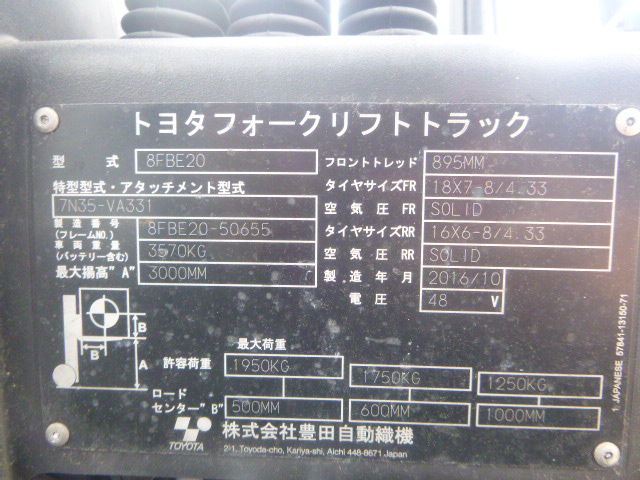 トヨタフォークリフトトラック
型式 8FBE20 フロントトレッド 895MM
特型型式・アタッチメント型式 タイヤサイズFR 18X7-8/4.33
7N35-VA331 空気圧 FR SOLID
製造番号(フレームNO.) 8FBE20-50655 タイヤサイズRR 16X6-8/4.33
車両重量(バッテリー含む) 3570KG 空気圧 RR SOLID
最大揚高"A" 3000MM 製造年月 2016/10
電圧 48 V
B
B
A
最大荷重
許容荷重 1950KG 1750KG 1250KG
ロードセンター"B" 500MM 600MM 1000MM
TOYOTA 株式会社豊田自動織機
2-1, Toyoda-cho, Kariya-shi, Aichi 448-8671 Japan
1 JAPANESE 57841-13150-71